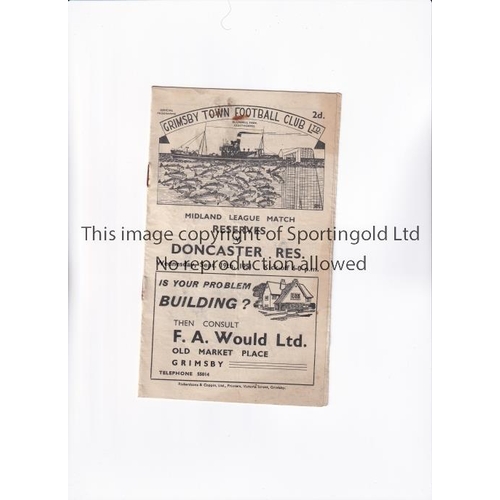 GRIMSBY TOWN FOOTBALL CLUB LTD.
2d.
MIDLAND LEAGUE MATCH
RESERVES
This image copyright of Sportingold Ltd
DONCASTER RES.
No reproduction allowed
IS YOUR PROBLEM
BUILDING?
THEN CONSULT
F. A. Would Ltd.
OLD MARKET PLACE
GRIMSBY
TELEPHONE 55014